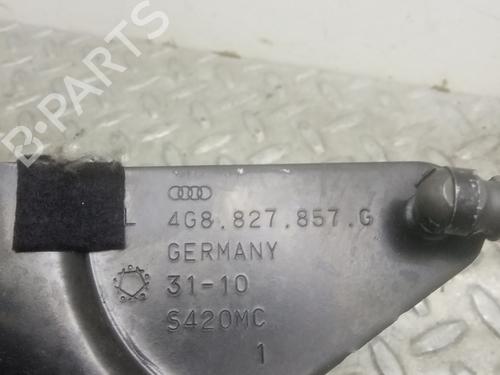 B-PARTS
L 4G8.827.857.G
GERMANY
31-10
S420MC
1